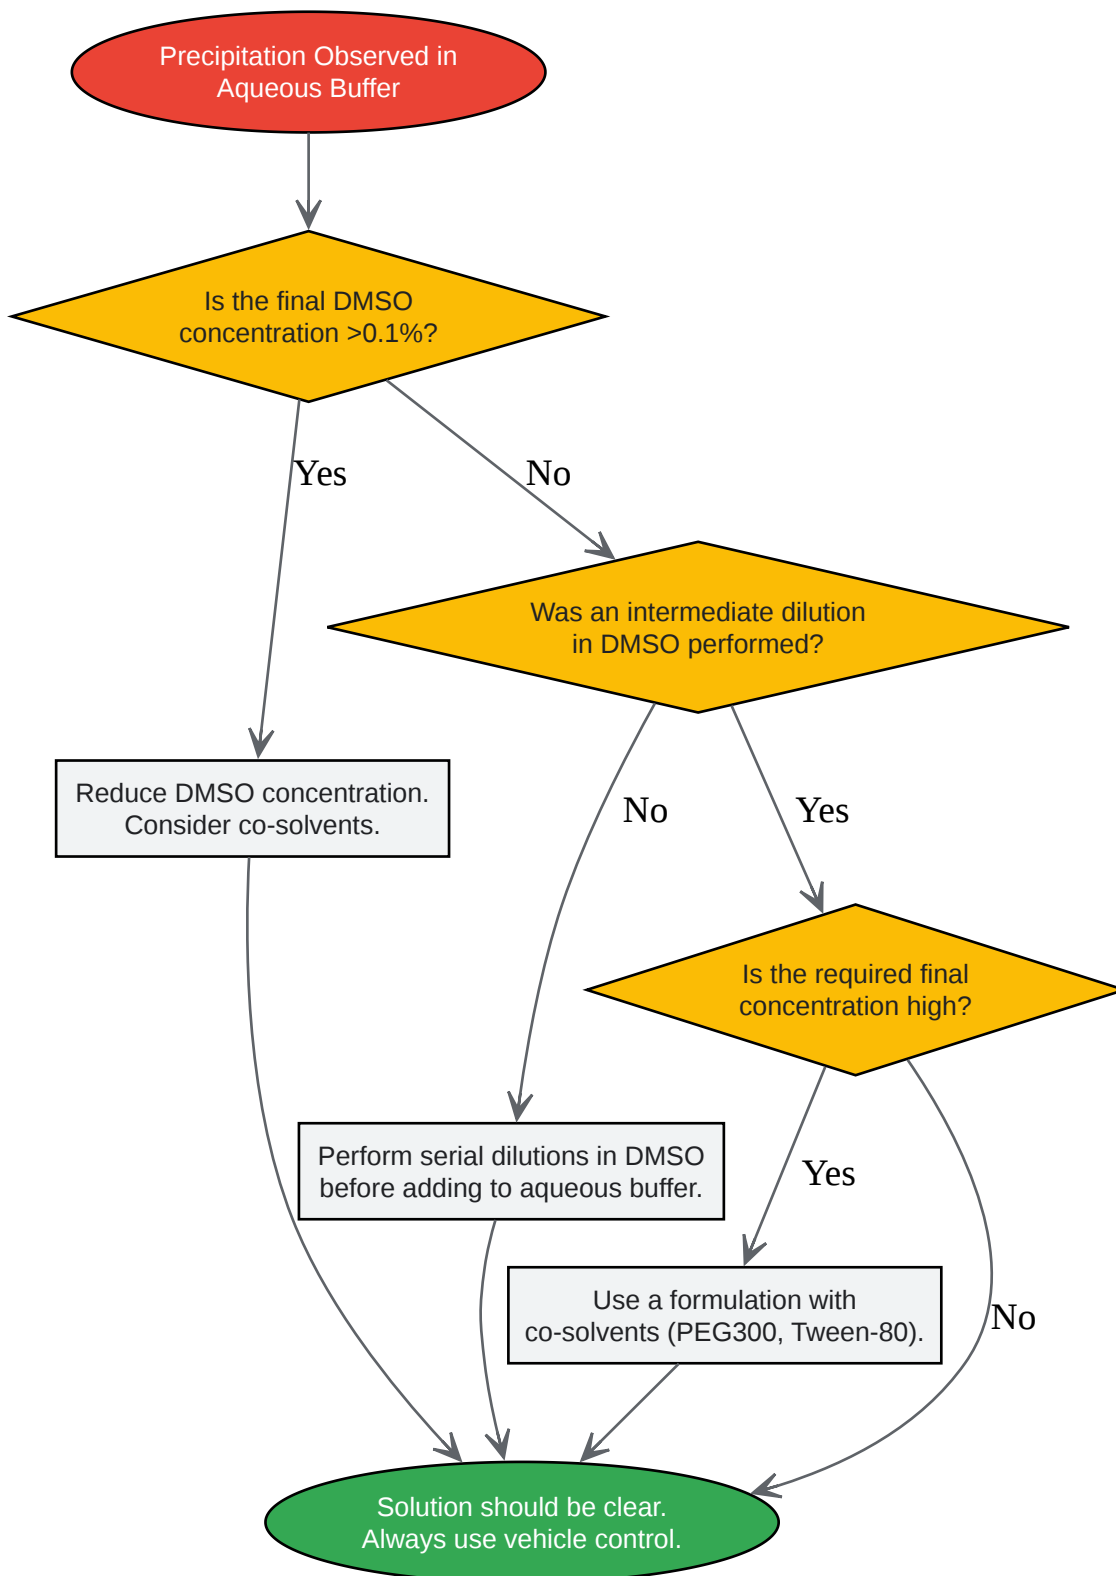 Precipitation Observed in
Aqueous Buffer
Is the final DMSO
concentration >0.1%?
Yes
No
Was an intermediate dilution
in DMSO performed?
Reduce DMSO concentration.
Consider co-solvents.
No
Yes
Is the required final
concentration high?
Perform serial dilutions in DMSO
before adding to aqueous buffer.
Yes
Use a formulation with
co-solvents (PEG300, Tween-80).
No
Solution should be clear.
Always use vehicle control.